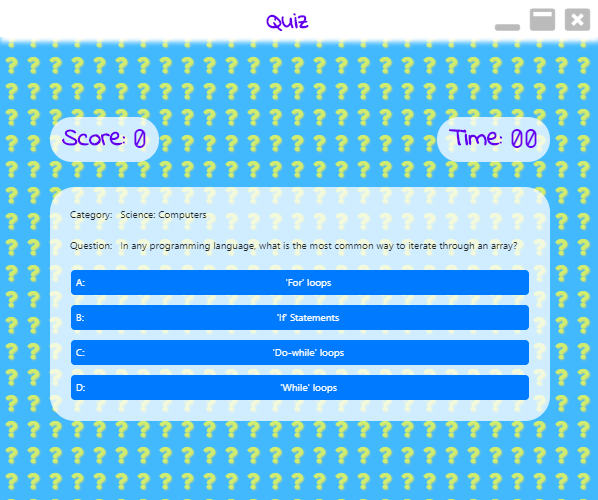 Quiz
Score: 0
Time: 00
Category: Science: Computers
Question: In any programming language, what is the most common way to iterate through an array?
A: 'For' loops
B: 'If' Statements
C: 'Do-while' loops
D: 'While' loops